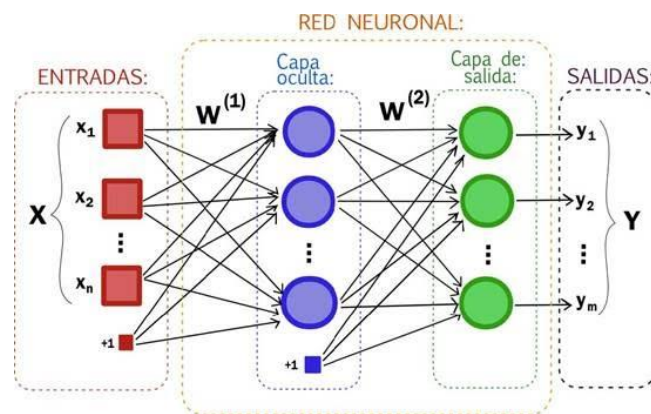 RED NEURONAL:
ENTRADAS:
Capa
oculta:
Capa de:
salida:
SALIDAS:
W(1)
W(2)
x1
y1
x2
y2
X
Y
⋮
⋮
⋮
⋮
xn
ym
+1
+1